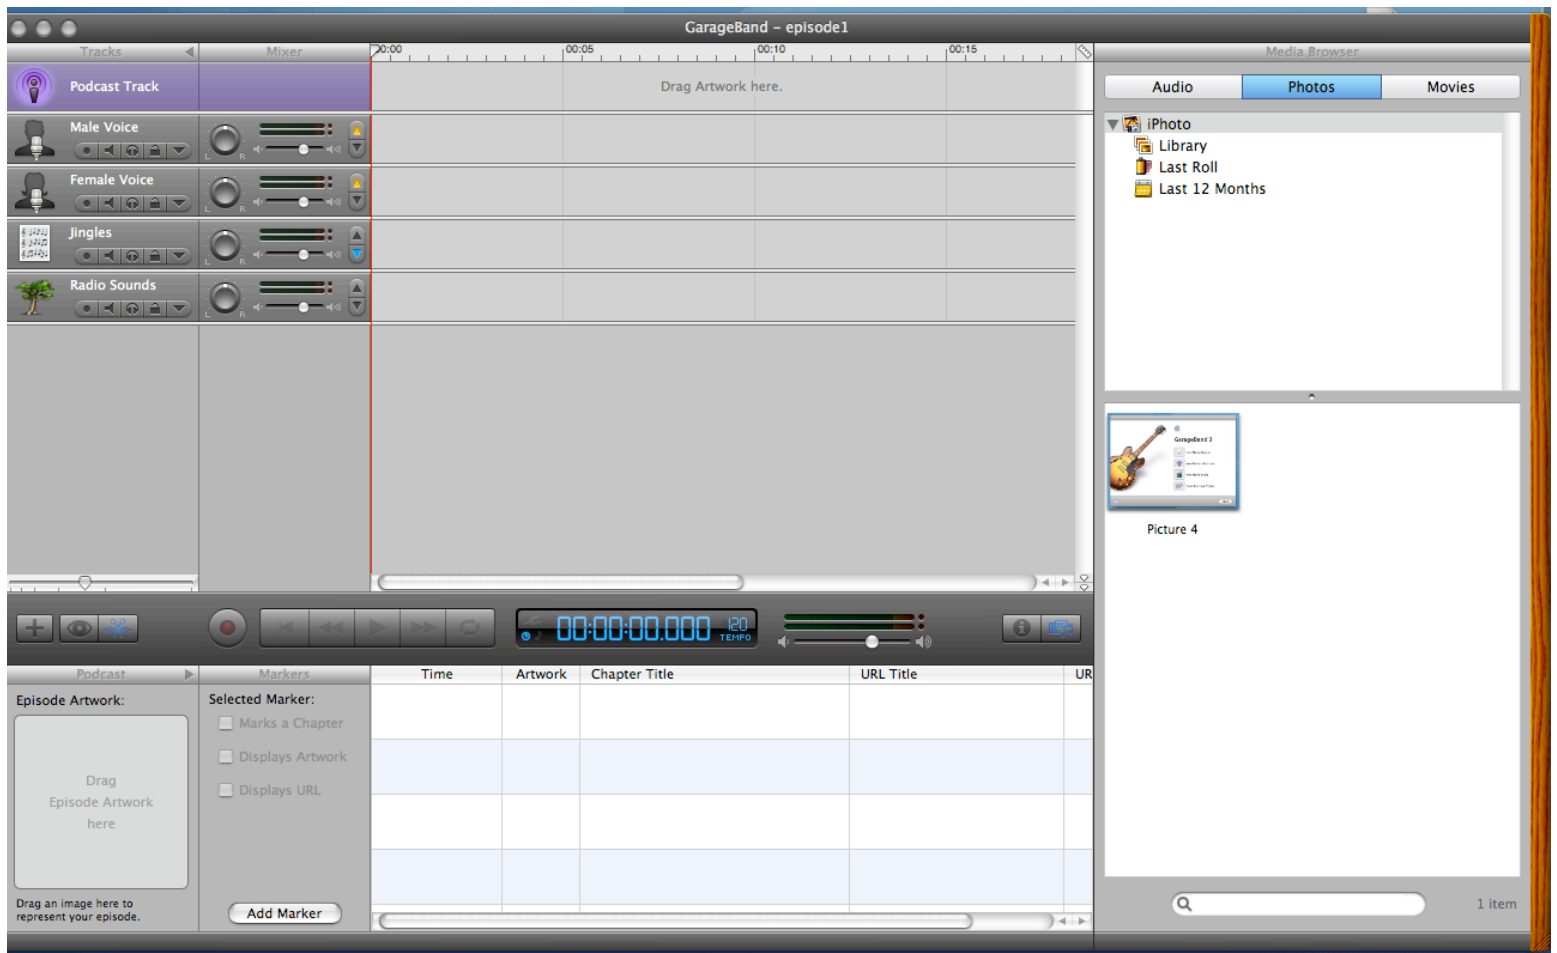 GarageBand – episode1
Tracks
Mixer
00:00
00:05
00:10
00:15
Media Browser
Podcast Track
Drag Artwork here.
Audio
Photos
Movies
Male Voice
L R
Female Voice
L R
Jingles
L R
Radio Sounds
L R
iPhoto
Library
Last Roll
Last 12 Months
GarageBand 3
Picture 4
00:00:00.000
120
TEMPO
Podcast
Markers
Time
Artwork
Chapter Title
URL Title
UR
Episode Artwork:
Selected Marker:
Marks a Chapter
Displays Artwork
Displays URL
Drag
Episode Artwork
here
Drag an image here to
represent your episode.
Add Marker
1 item